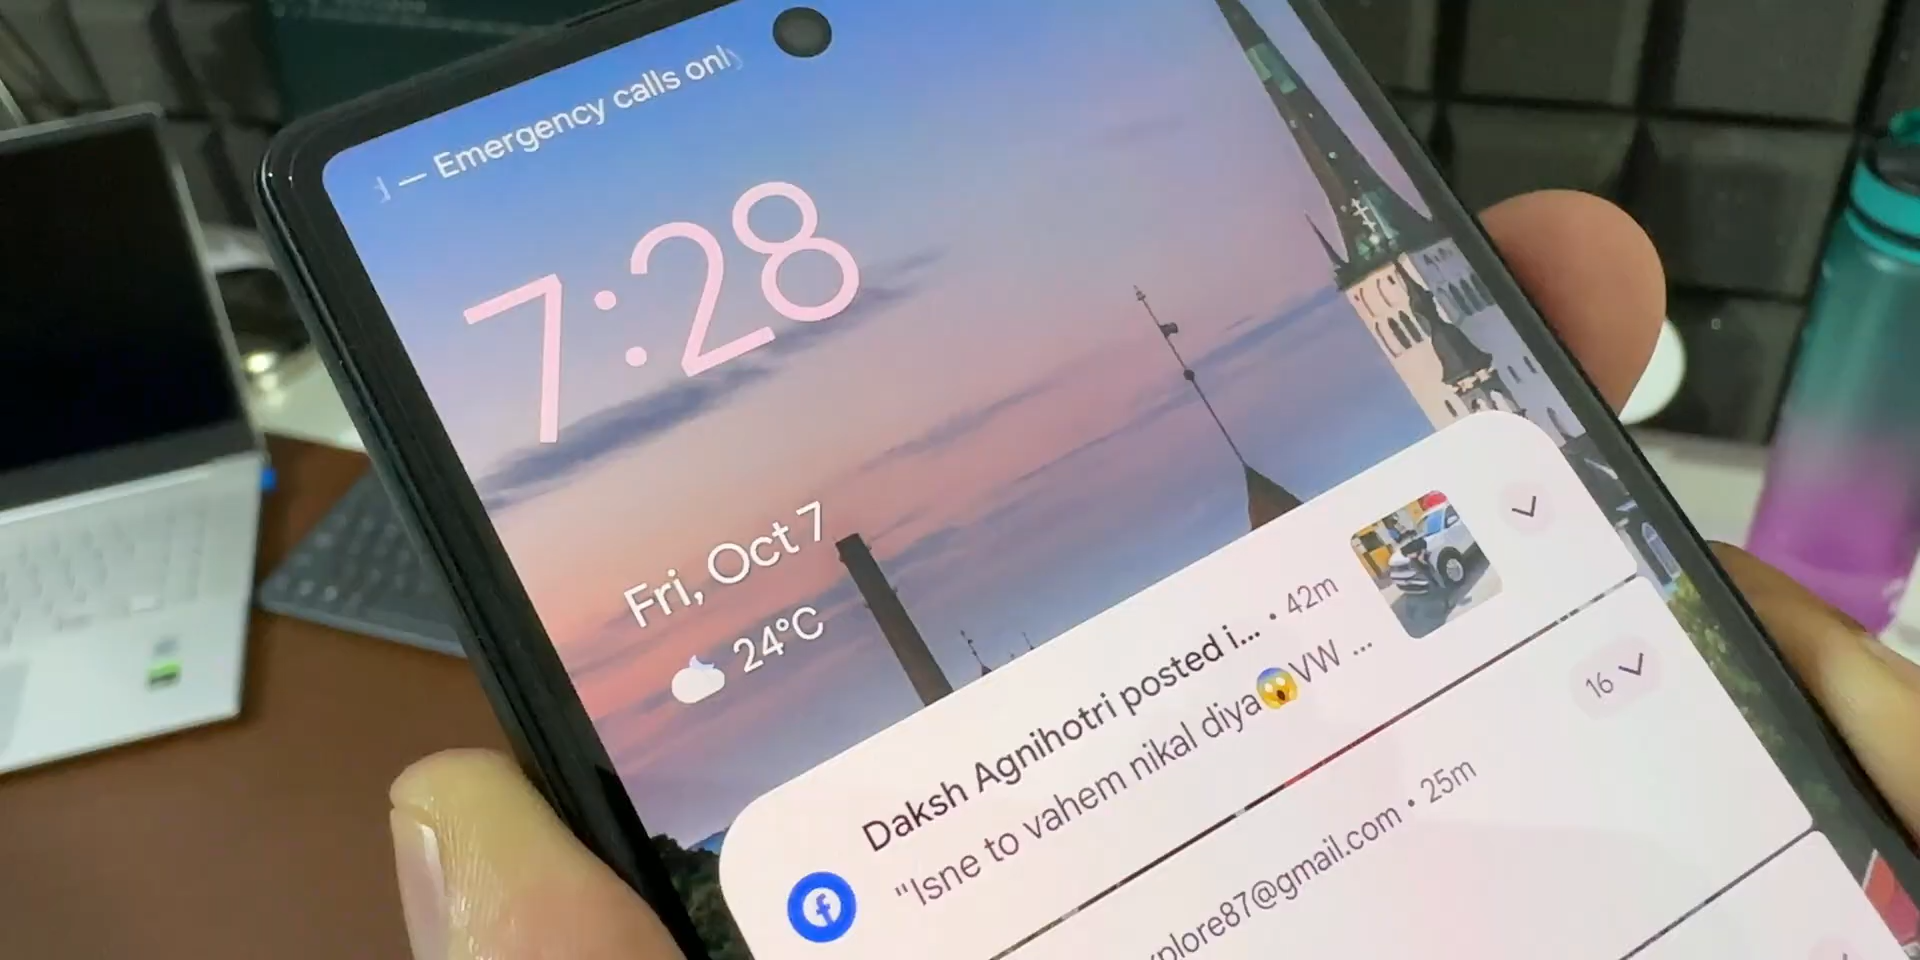 — Emergency calls only
7:28
Fri, Oct 7
24°C
Daksh Agnihotri posted i... • 42m
"Isne to vahem nikal diya😱VW ...
16
xplore87@gmail.com • 25m